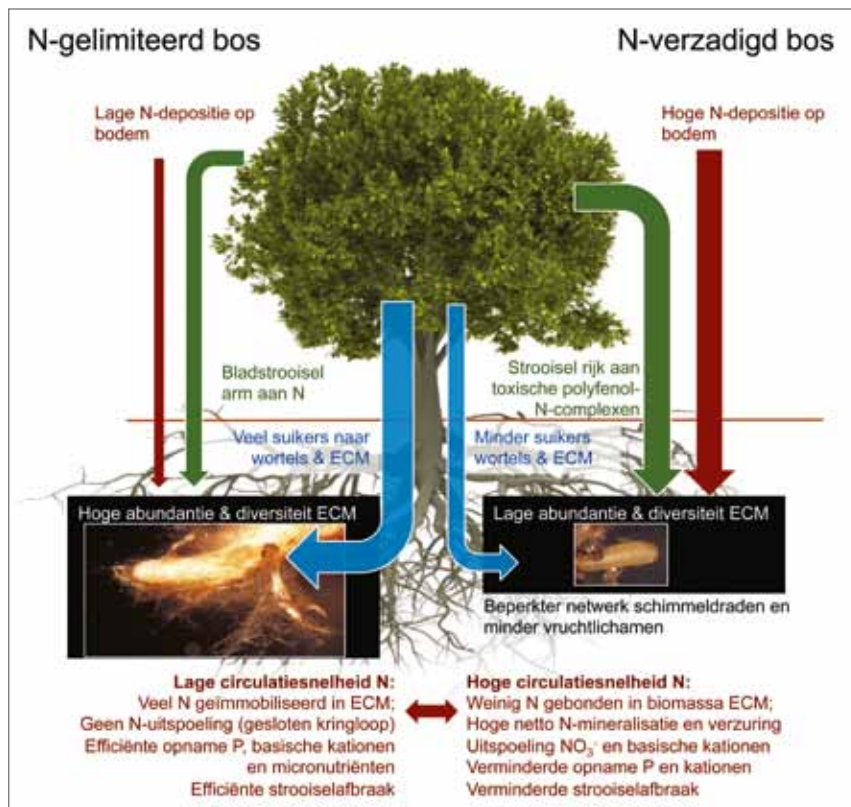 N-gelimiteerd bos
N-verzadigd bos
Lage N-depositie op
bodem
Hoge N-depositie op
bodem
Bladstrooisel
arm aan N
Strooisel rijk aan
toxische polyfenol-
N-complexen
Veel suikers naar
wortels & ECM
Minder suikers
wortels & ECM
Hoge abundantie & diversiteit ECM
Lage abundantie & diversiteit ECM
Beperkter netwerk schimmeldraden en
minder vruchtlichamen
Lage circulatiesnelheid N:
Veel N geïmmobiliseerd in ECM;
Geen N-uitspoeling (gesloten kringloop)
Efficiënte opname P, basische kationen
en micronutriënten
Efficiënte strooiselafbraak
Hoge circulatiesnelheid N:
Weinig N gebonden in biomassa ECM;
Hoge netto N-mineralisatie en verzuring
Uitspoeling NO₃⁻ en basische kationen
Verminderde opname P en kationen
Verminderde strooiselafbraak